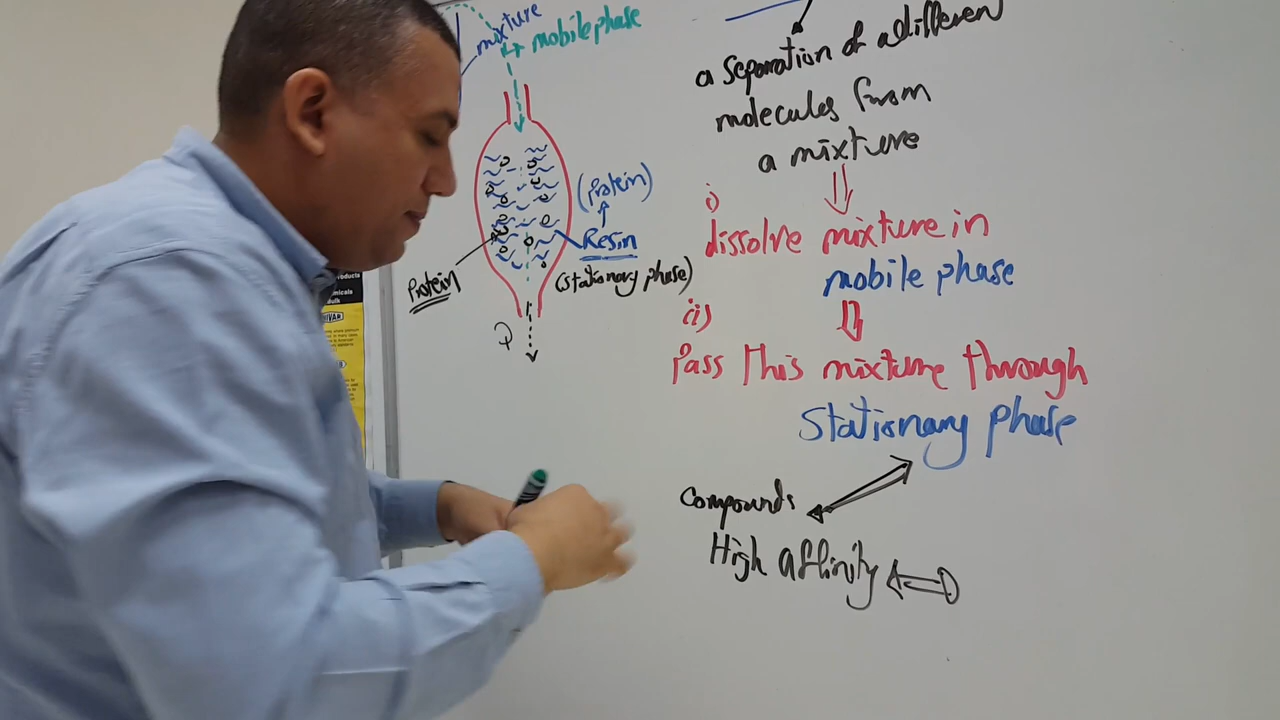 mixture
+ mobile phase
(Protein)
Resin
(stationary phase)
Protein
a separation of a different
molecules from
a mixture
i)
dissolve mixture in
mobile phase
ii)
Pass this mixture through
Stationary phase
Compounds
High affinity